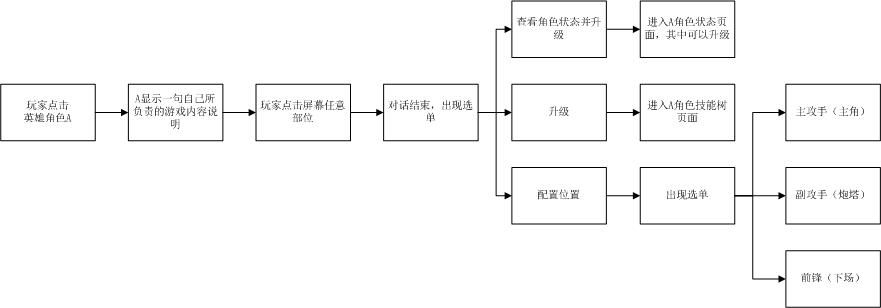 查看角色状态并升
级
进入A角色状态页
面，其中可以升级
玩家点击
英雄角色A
A显示一句自己所
负责的游戏内容说
明
玩家点击屏幕任意
部位
对话结束，出现选
单
升级
进入A角色技能树
页面
主攻手（主角）
配置位置
出现选单
副攻手（炮塔）
前锋（下场）